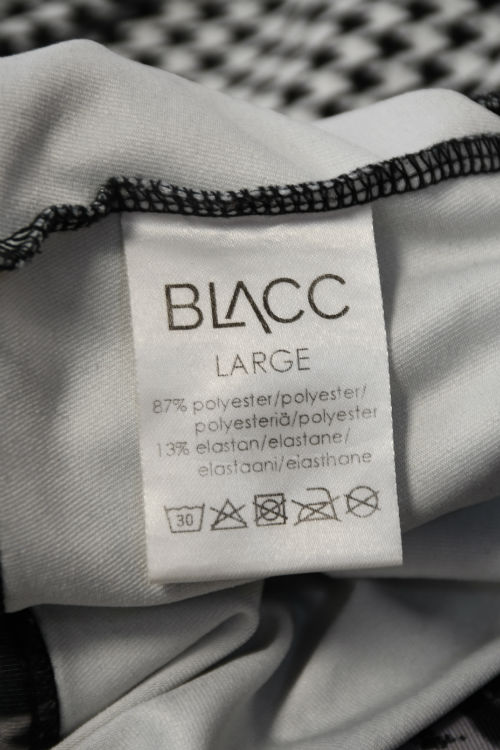 BLACC
LARGE
87% polyester/polyester/
polyesteriä/polyester
13% elastan/elastane/
elastaani/elasthane
30